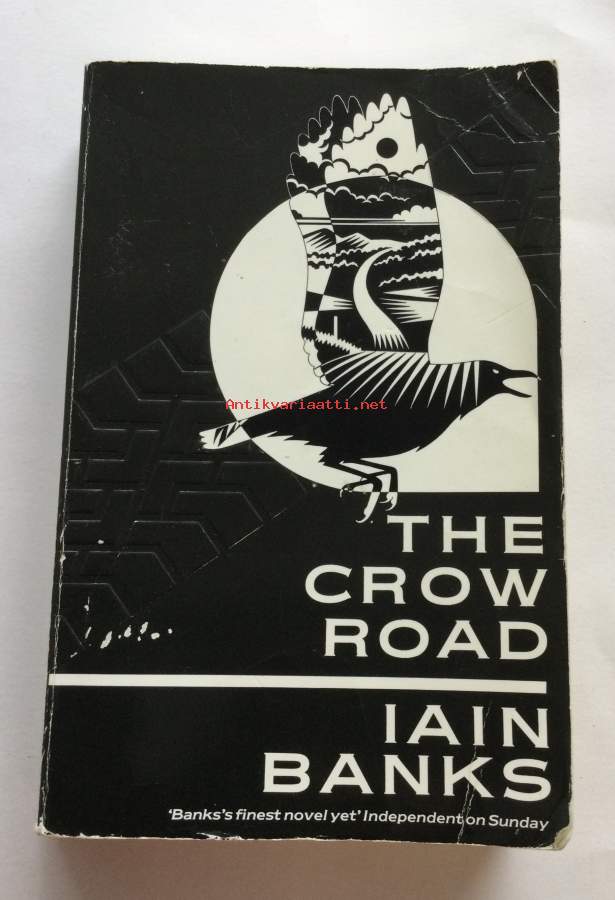 Antikvariaatti.net
THE
CROW
ROAD
IAIN
BANKS
'Banks's finest novel yet' Independent on Sunday